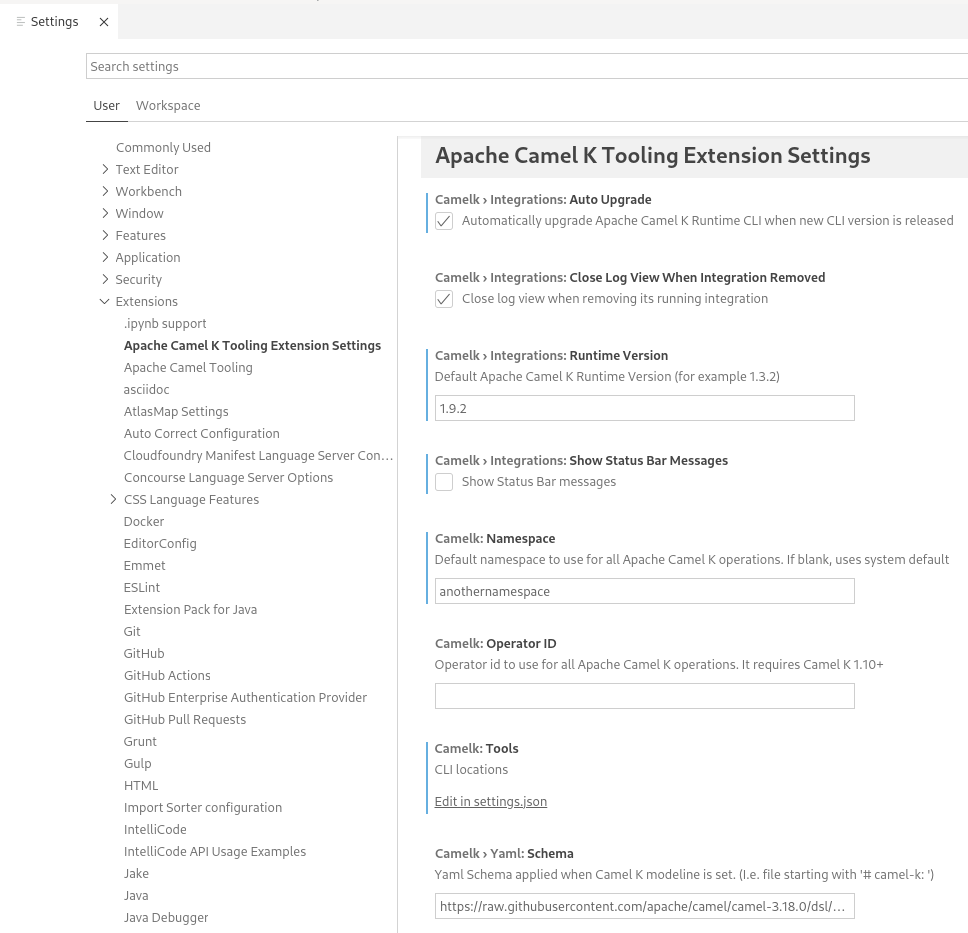 Settings
Search settings
User
Workspace
Commonly Used
Text Editor
Workbench
Window
Features
Application
Security
Extensions
.ipynb support
Apache Camel K Tooling Extension Settings
Apache Camel Tooling
asciidoc
AtlasMap Settings
Auto Correct Configuration
Cloudfoundry Manifest Language Server Con…
Concourse Language Server Options
CSS Language Features
Docker
EditorConfig
Emmet
ESLint
Extension Pack for Java
Git
GitHub
GitHub Actions
GitHub Enterprise Authentication Provider
GitHub Pull Requests
Grunt
Gulp
HTML
Import Sorter configuration
IntelliCode
IntelliCode API Usage Examples
Jake
Java
Java Debugger
Apache Camel K Tooling Extension Settings
Camelk › Integrations: Auto Upgrade
Automatically upgrade Apache Camel K Runtime CLI when new CLI version is released
Camelk › Integrations: Close Log View When Integration Removed
Close log view when removing its running integration
Camelk › Integrations: Runtime Version
Default Apache Camel K Runtime Version (for example 1.3.2)
1.9.2
Camelk › Integrations: Show Status Bar Messages
Show Status Bar messages
Camelk: Namespace
Default namespace to use for all Apache Camel K operations. If blank, uses system default
anothernamespace
Camelk: Operator ID
Operator id to use for all Apache Camel K operations. It requires Camel K 1.10+
Camelk: Tools
CLI locations
Edit in settings.json
Camelk › Yaml: Schema
Yaml Schema applied when Camel K modeline is set. (I.e. file starting with '# camel-k: ')
https://raw.githubusercontent.com/apache/camel/camel-3.18.0/dsl/…